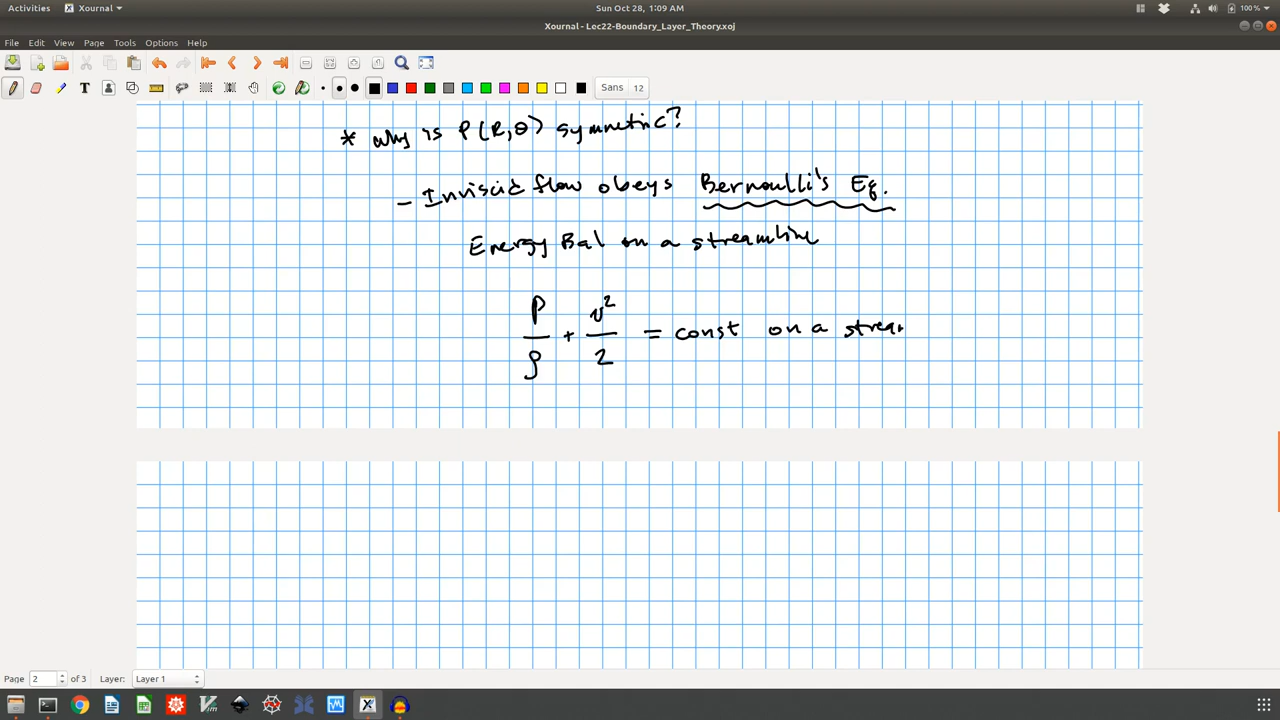 Activities Xournal Sun Oct 28, 1:09 AM 100 %
Xournal - Lec22-Boundary_Layer_Theory.xoj
File Edit View Page Tools Options Help
Sans 12
* why is P(R,θ) symmetric?
- Inviscid flow obeys Bernoulli's Eq.
Energy Bal on a streamline
P/ρ + v²/2 = const on a stream
Page 2 of 3 Layer: Layer 1